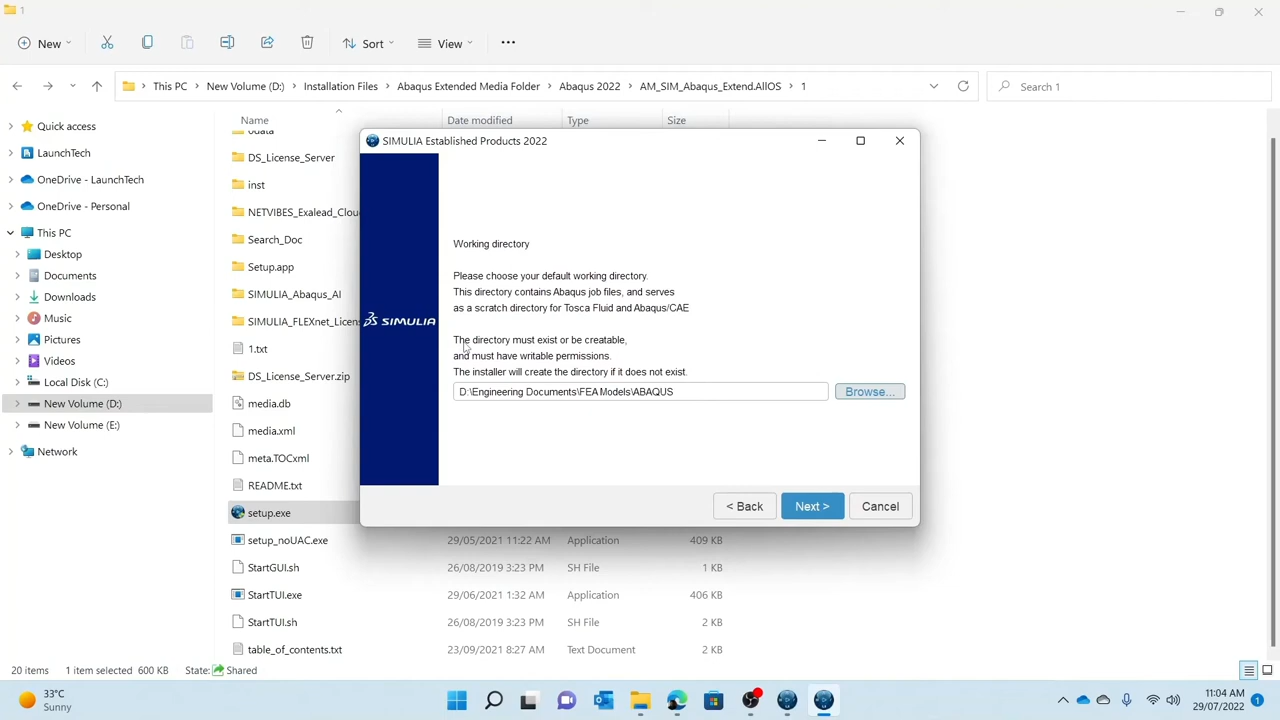 1
New
Sort
View
This PC
New Volume (D:)
Installation Files
Abaqus Extended Media Folder
Abaqus 2022
AM_SIM_Abaqus_Extend.AllOS
1
Search 1
Name
Date modified
Type
Size
Quick access
LaunchTech
OneDrive - LaunchTech
OneDrive - Personal
This PC
Desktop
Documents
Downloads
Music
Pictures
Videos
Local Disk (C:)
New Volume (D:)
New Volume (E:)
Network
odata
DS_License_Server
inst
NETVIBES_Exalead_Clou
Search_Doc
Setup.app
SIMULIA_Abaqus_AI
SIMULIA_FLEXnet_Licen
1.txt
DS_License_Server.zip
media.db
media.xml
meta.TOCxml
README.txt
setup.exe
setup_noUAC.exe 29/05/2021 11:22 AM Application 409 KB
StartGUI.sh 26/08/2019 3:23 PM SH File 1 KB
StartTUI.exe 29/06/2021 1:32 AM Application 406 KB
StartTUI.sh 26/08/2019 3:23 PM SH File 2 KB
table_of_contents.txt 23/09/2021 8:27 AM Text Document 2 KB
SIMULIA Established Products 2022
SIMULIA
Working directory
Please choose your default working directory.
This directory contains Abaqus job files, and serves
as a scratch directory for Tosca Fluid and Abaqus/CAE
The directory must exist or be creatable,
and must have writable permissions.
The installer will create the directory if it does not exist.
D:\Engineering Documents\FEA Models\ABAQUS
Browse...
< Back
Next >
Cancel
20 items 1 item selected 600 KB State: Shared
33°C
Sunny
11:04 AM
29/07/2022
1